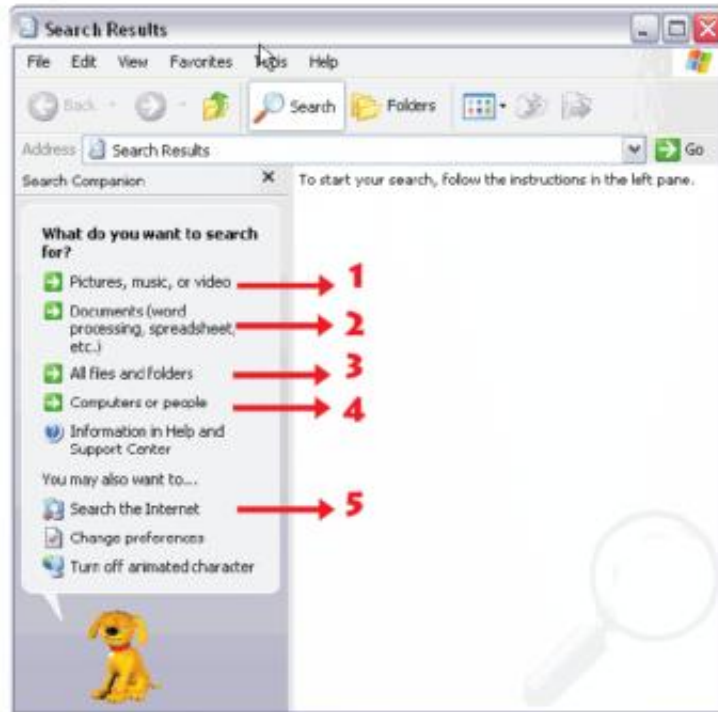 Search Results
File Edit View Favorites Tools Help
Back Search Folders
Address Search Results Go
Search Companion
To start your search, follow the instructions in the left pane.
What do you want to search
for?
Pictures, music, or video 1
Documents (word
processing, spreadsheet, 2
etc.)
All files and folders 3
Computers or people 4
Information in Help and
Support Center
You may also want to...
Search the Internet 5
Change preferences
Turn off animated character